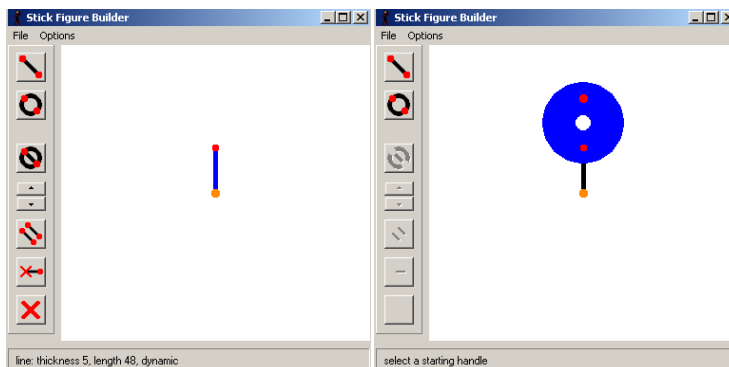 Stick Figure Builder
File Options
line: thickness 5, length 48, dynamic
Stick Figure Builder
File Options
select a starting handle